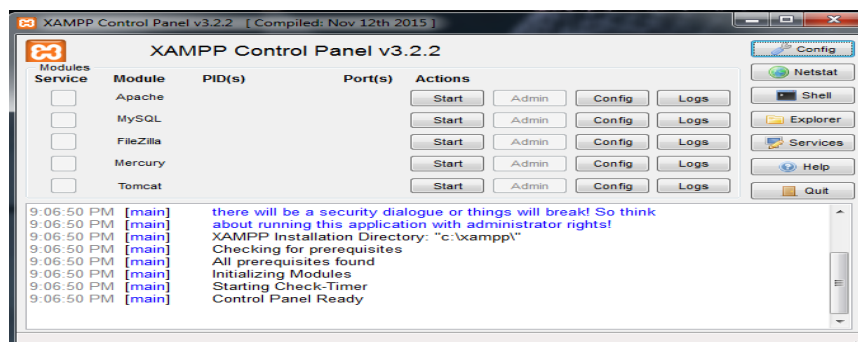 XAMPP Control Panel v3.2.2 [ Compiled: Nov 12th 2015 ]
XAMPP Control Panel v3.2.2
Config
Modules
Service Module PID(s) Port(s) Actions
Netstat
Apache Start Admin Config Logs
Shell
MySQL Start Admin Config Logs
Explorer
FileZilla Start Admin Config Logs
Services
Mercury Start Admin Config Logs
Help
Tomcat Start Admin Config Logs
Quit
9:06:50 PM [main] there will be a security dialogue or things will break! So think
9:06:50 PM [main] about running this application with administrator rights!
9:06:50 PM [main] XAMPP Installation Directory: "c:\xampp\"
9:06:50 PM [main] Checking for prerequisites
9:06:50 PM [main] All prerequisites found
9:06:50 PM [main] Initializing Modules
9:06:50 PM [main] Starting Check-Timer
9:06:50 PM [main] Control Panel Ready